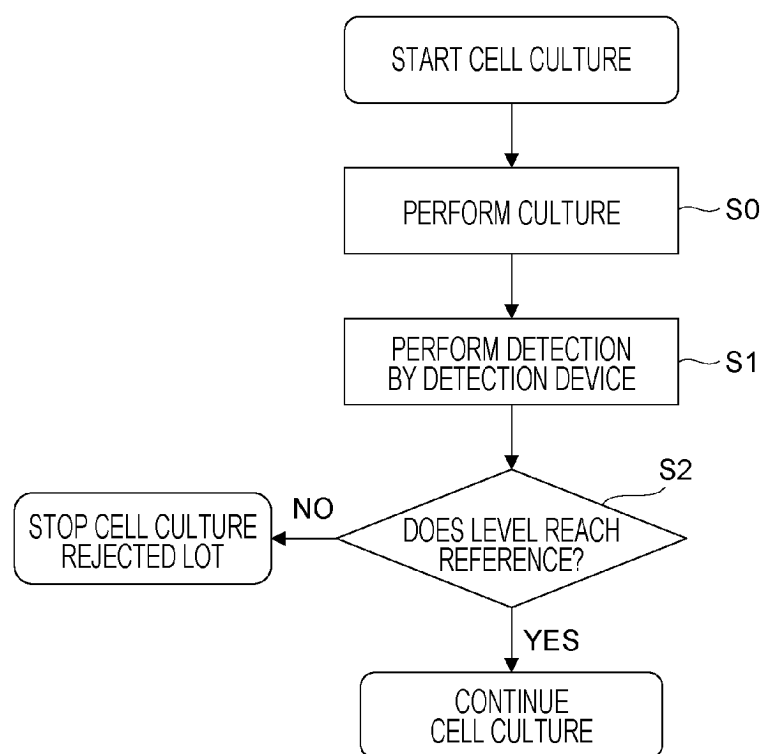 START CELL CULTURE
PERFORM CULTURE
S0
PERFORM DETECTION
BY DETECTION DEVICE
S1
S2
DOES LEVEL REACH
REFERENCE?
NO
STOP CELL CULTURE
REJECTED LOT
YES
CONTINUE
CELL CULTURE